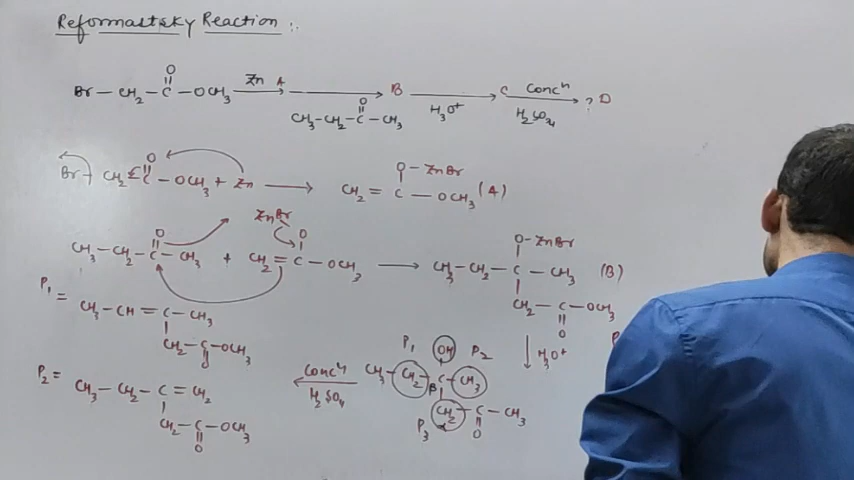 Reformastsky Reaction :.
O
Br — CH2 — C — OCH3 Zn A B H3O+ C Conc^n H2SO4 ? D
CH3-CH2-C-CH3
O
Br CH2 C — OCH3 + Zn CH2 = C — OCH3 (A)
O O - ZnBr
ZnBr
CH3-CH2-C-CH3 + CH2 = C — OCH3 CH3-CH2-C-CH3 (B)
O O O-ZnBr
CH2-C-OCH3
O
P1 = CH3-CH=C-CH3
CH2-C-OCH3
O
H3O+
P1 OH P2
CH3-CH2-C-CH3
β
P3 CH2-C-CH3
α O
Conc^n
H2SO4
P2 = CH3-CH2-C=CH2
CH2-C-OCH3
O
P